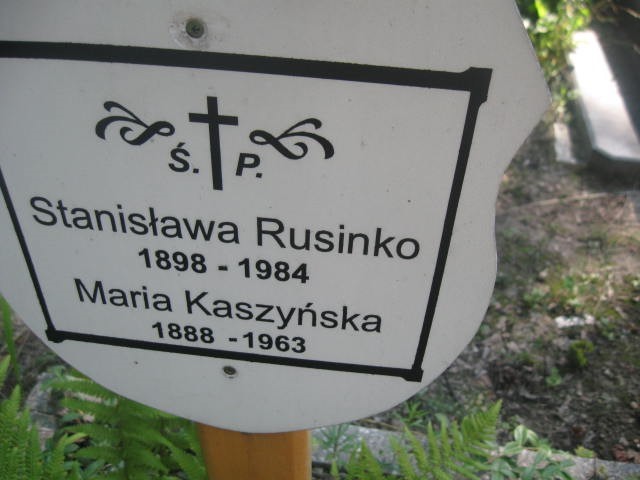 Ś. P.
Stanisława Rusinko
1898 - 1984
Maria Kaszyńska
1888 - 1963